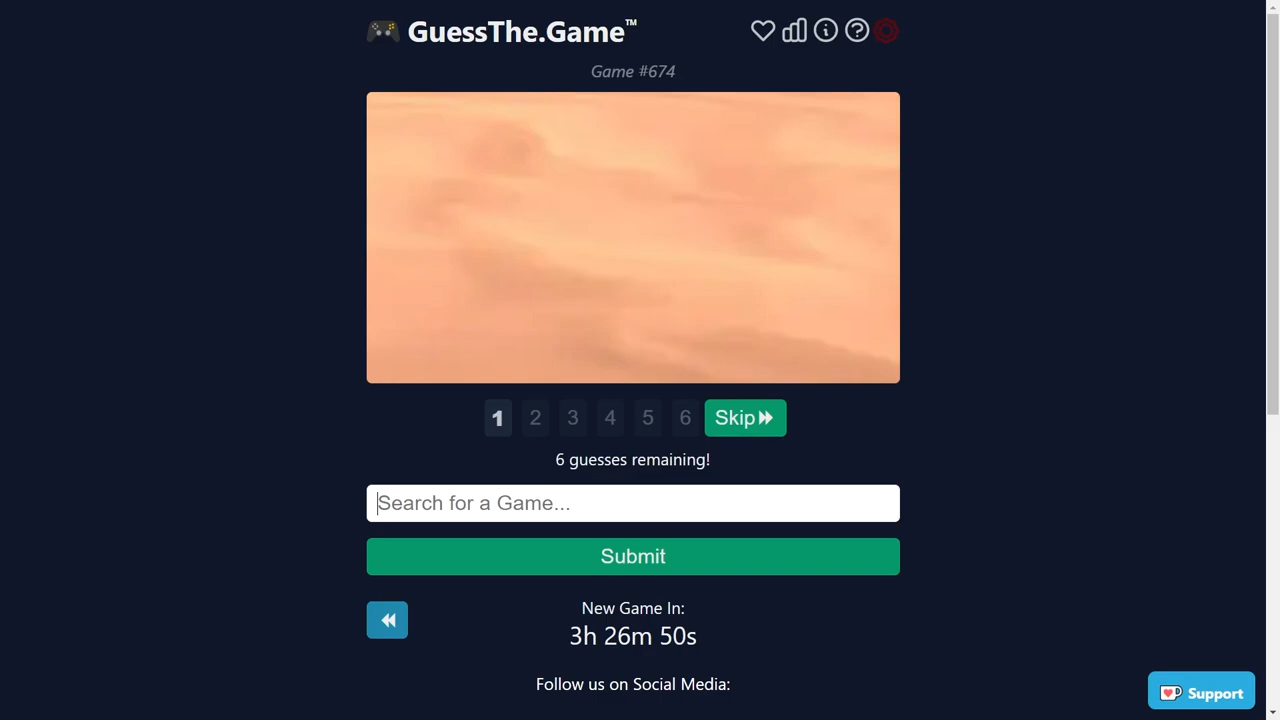 GuessThe.Game™
Game #674
1 2 3 4 5 6 Skip
6 guesses remaining!
Search for a Game...
Submit
New Game In:
3h 26m 50s
Follow us on Social Media:
Support